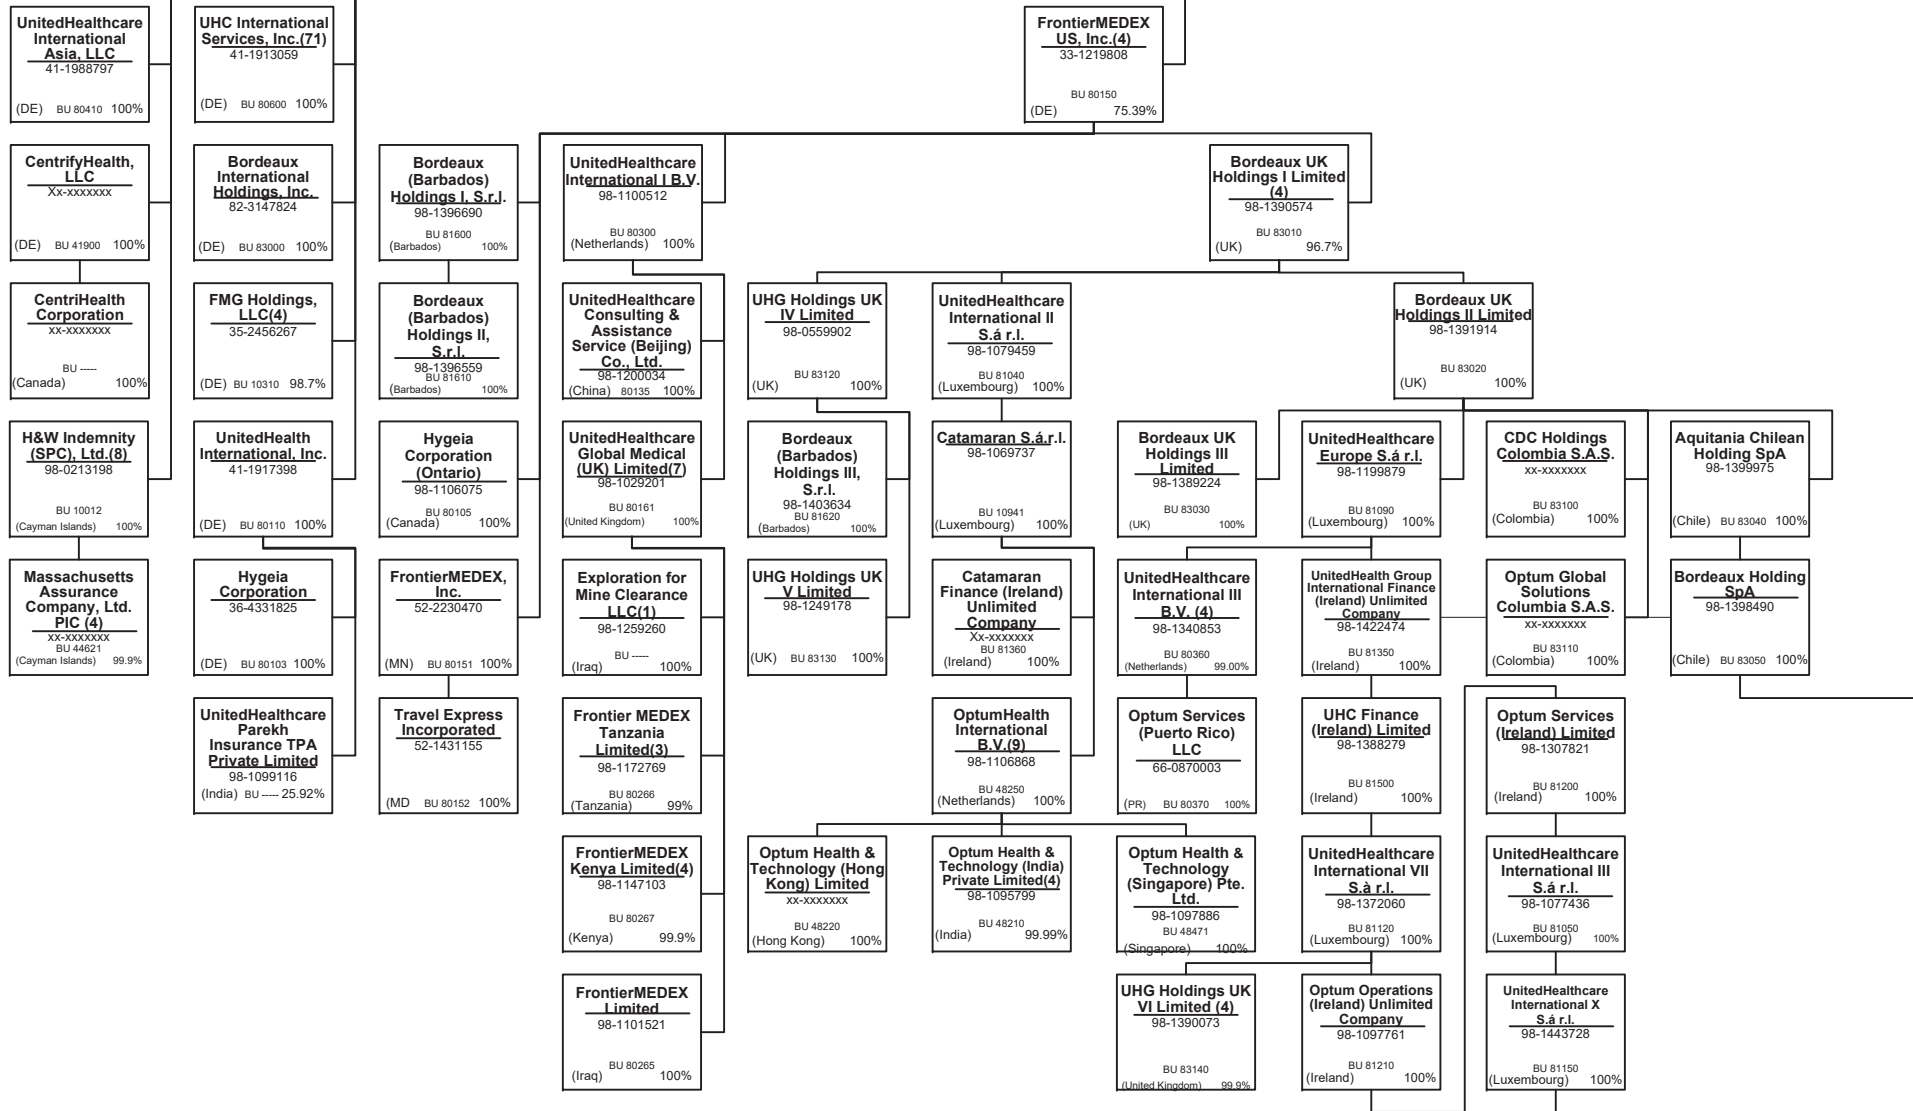 UnitedHealthcare
International
Asia, LLC
41-1988797
(DE) BU 80410 100%
UHC International
Services, Inc.(71)
41-1913059
(DE) BU 80600 100%
FrontierMEDEX
US, Inc.(4)
33-1219808
BU 80150
(DE) 75.39%
CentrifyHealth,
LLC
Xx-xxxxxxx
(DE) BU 41900 100%
Bordeaux
International
Holdings, Inc.
82-3147824
(DE) BU 83000 100%
Bordeaux
(Barbados)
Holdings I, S.r.l.
98-1396690
BU 81600
(Barbados) 100%
UnitedHealthcare
International I B.V.
98-1100512
BU 80300
(Netherlands) 100%
Bordeaux UK
Holdings I Limited
(4)
98-1390574
BU 83010
(UK) 96.7%
CentriHealth
Corporation
xx-xxxxxxx
BU -----
(Canada) 100%
FMG Holdings,
LLC(4)
35-2456267
(DE) BU 10310 98.7%
Bordeaux
(Barbados)
Holdings II,
S.r.l.
98-1396559
BU 81610
(Barbados) 100%
UnitedHealthcare
Consulting &
Assistance
Service (Beijing)
Co., Ltd.
98-1200034
(China) 80135 100%
UHG Holdings UK
IV Limited
98-0559902
BU 83120
(UK) 100%
UnitedHealthcare
International II
S.á r.l.
98-1079459
BU 81040
(Luxembourg) 100%
Bordeaux UK
Holdings II Limited
98-1391914
BU 83020
(UK) 100%
H&W Indemnity
(SPC), Ltd.(8)
98-0213198
BU 10012
(Cayman Islands) 100%
UnitedHealth
International, Inc.
41-1917398
(DE) BU 80110 100%
Hygeia
Corporation
(Ontario)
98-1106075
BU 80105
(Canada) 100%
UnitedHealthcare
Global Medical
(UK) Limited(7)
98-1029201
BU 80161
(United Kingdom) 100%
Bordeaux
(Barbados)
Holdings III,
S.r.l.
98-1403634
BU 81620
(Barbados) 100%
Catamaran S.á.r.l.
98-1069737
BU 10941
(Luxembourg) 100%
Bordeaux UK
Holdings III
Limited
98-1389224
BU 83030
(UK) 100%
UnitedHealthcare
Europe S.á r.l.
98-1199879
BU 81090
(Luxembourg) 100%
CDC Holdings
Colombia S.A.S.
xx-xxxxxxx
BU 83100
(Colombia) 100%
Aquitania Chilean
Holding SpA
98-1399975
(Chile) BU 83040 100%
Massachusetts
Assurance
Company, Ltd.
PIC (4)
xx-xxxxxxx
BU 44621
(Cayman Islands) 99.9%
Hygeia
Corporation
36-4331825
(DE) BU 80103 100%
FrontierMEDEX,
Inc.
52-2230470
(MN) BU 80151 100%
Exploration for
Mine Clearance
LLC(1)
98-1259260
BU -----
(Iraq) 100%
UHG Holdings UK
V Limited
98-1249178
(UK) BU 83130 100%
Catamaran
Finance (Ireland)
Unlimited
Company
Xx-xxxxxxx
BU 81360
(Ireland) 100%
UnitedHealthcare
International III
B.V. (4)
98-1340853
BU 80360
(Netherlands) 99.00%
UnitedHealth Group
International Finance
(Ireland) Unlimited
Company
98-1422474
BU 81350
(Ireland) 100%
Optum Global
Solutions
Columbia S.A.S.
xx-xxxxxxx
BU 83110
(Colombia) 100%
Bordeaux Holding
SpA
98-1398490
(Chile) BU 83050 100%
UnitedHealthcare
Parekh
Insurance TPA
Private Limited
98-1099116
(India) BU ----- 25.92%
Travel Express
Incorporated
52-1431155
(MD BU 80152 100%
Frontier MEDEX
Tanzania
Limited(3)
98-1172769
BU 80266
(Tanzania) 99%
OptumHealth
International
B.V.(9)
98-1106868
BU 48250
(Netherlands) 100%
Optum Services
(Puerto Rico)
LLC
66-0870003
(PR) BU 80370 100%
UHC Finance
(Ireland) Limited
98-1388279
BU 81500
(Ireland) 100%
Optum Services
(Ireland) Limited
98-1307821
BU 81200
(Ireland) 100%
FrontierMEDEX
Kenya Limited(4)
98-1147103
BU 80267
(Kenya) 99.9%
Optum Health &
Technology (Hong
Kong) Limited
xx-xxxxxxx
BU 48220
(Hong Kong) 100%
Optum Health &
Technology (India)
Private Limited(4)
98-1095799
BU 48210
(India) 99.99%
Optum Health &
Technology
(Singapore) Pte.
Ltd.
98-1097886
BU 48471
(Singapore) 100%
UnitedHealthcare
International VII
S.à r.l.
98-1372060
BU 81120
(Luxembourg) 100%
UnitedHealthcare
International III
S.á r.l.
98-1077436
BU 81050
(Luxembourg) 100%
FrontierMEDEX
Limited
98-1101521
BU 80265
(Iraq) 100%
UHG Holdings UK
VI Limited (4)
98-1390073
BU 83140
(United Kingdom) 99.9%
Optum Operations
(Ireland) Unlimited
Company
98-1097761
BU 81210
(Ireland) 100%
UnitedHealthcare
International X
S.á r.l.
98-1443728
BU 81150
(Luxembourg) 100%